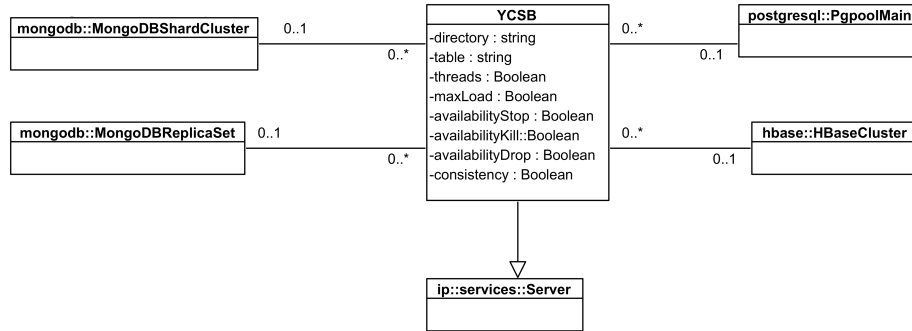 mongodb::MongoDBShardCluster
0..1
0..*
YCSB
-directory : string
-table : string
-threads : Boolean
-maxLoad : Boolean
-availabilityStop : Boolean
-availabilityKill::Boolean
-availabilityDrop : Boolean
-consistency : Boolean
0..*
0..1
postgresql::PgpoolMain
mongodb::MongoDBReplicaSet
0..1
0..*
0..*
0..1
hbase::HBaseCluster
ip::services::Server